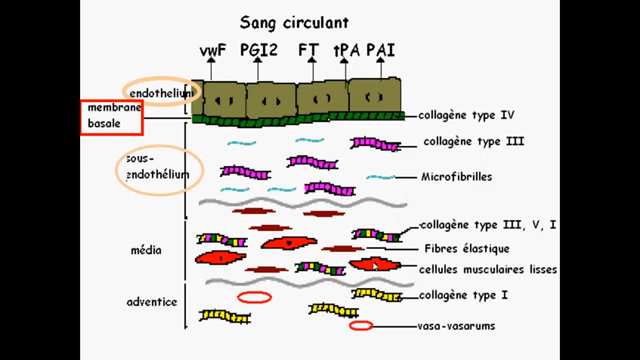 Sang circulant
vwF PGI2 FT tPA PAI
endothelium
membrane
basale
collagène type IV
collagène type III
sous-
endothélium
Microfibrilles
collagène type III, V, I
média
Fibres élastique
cellules musculaires lisses
adventice
collagène type I
vasa-vasarums